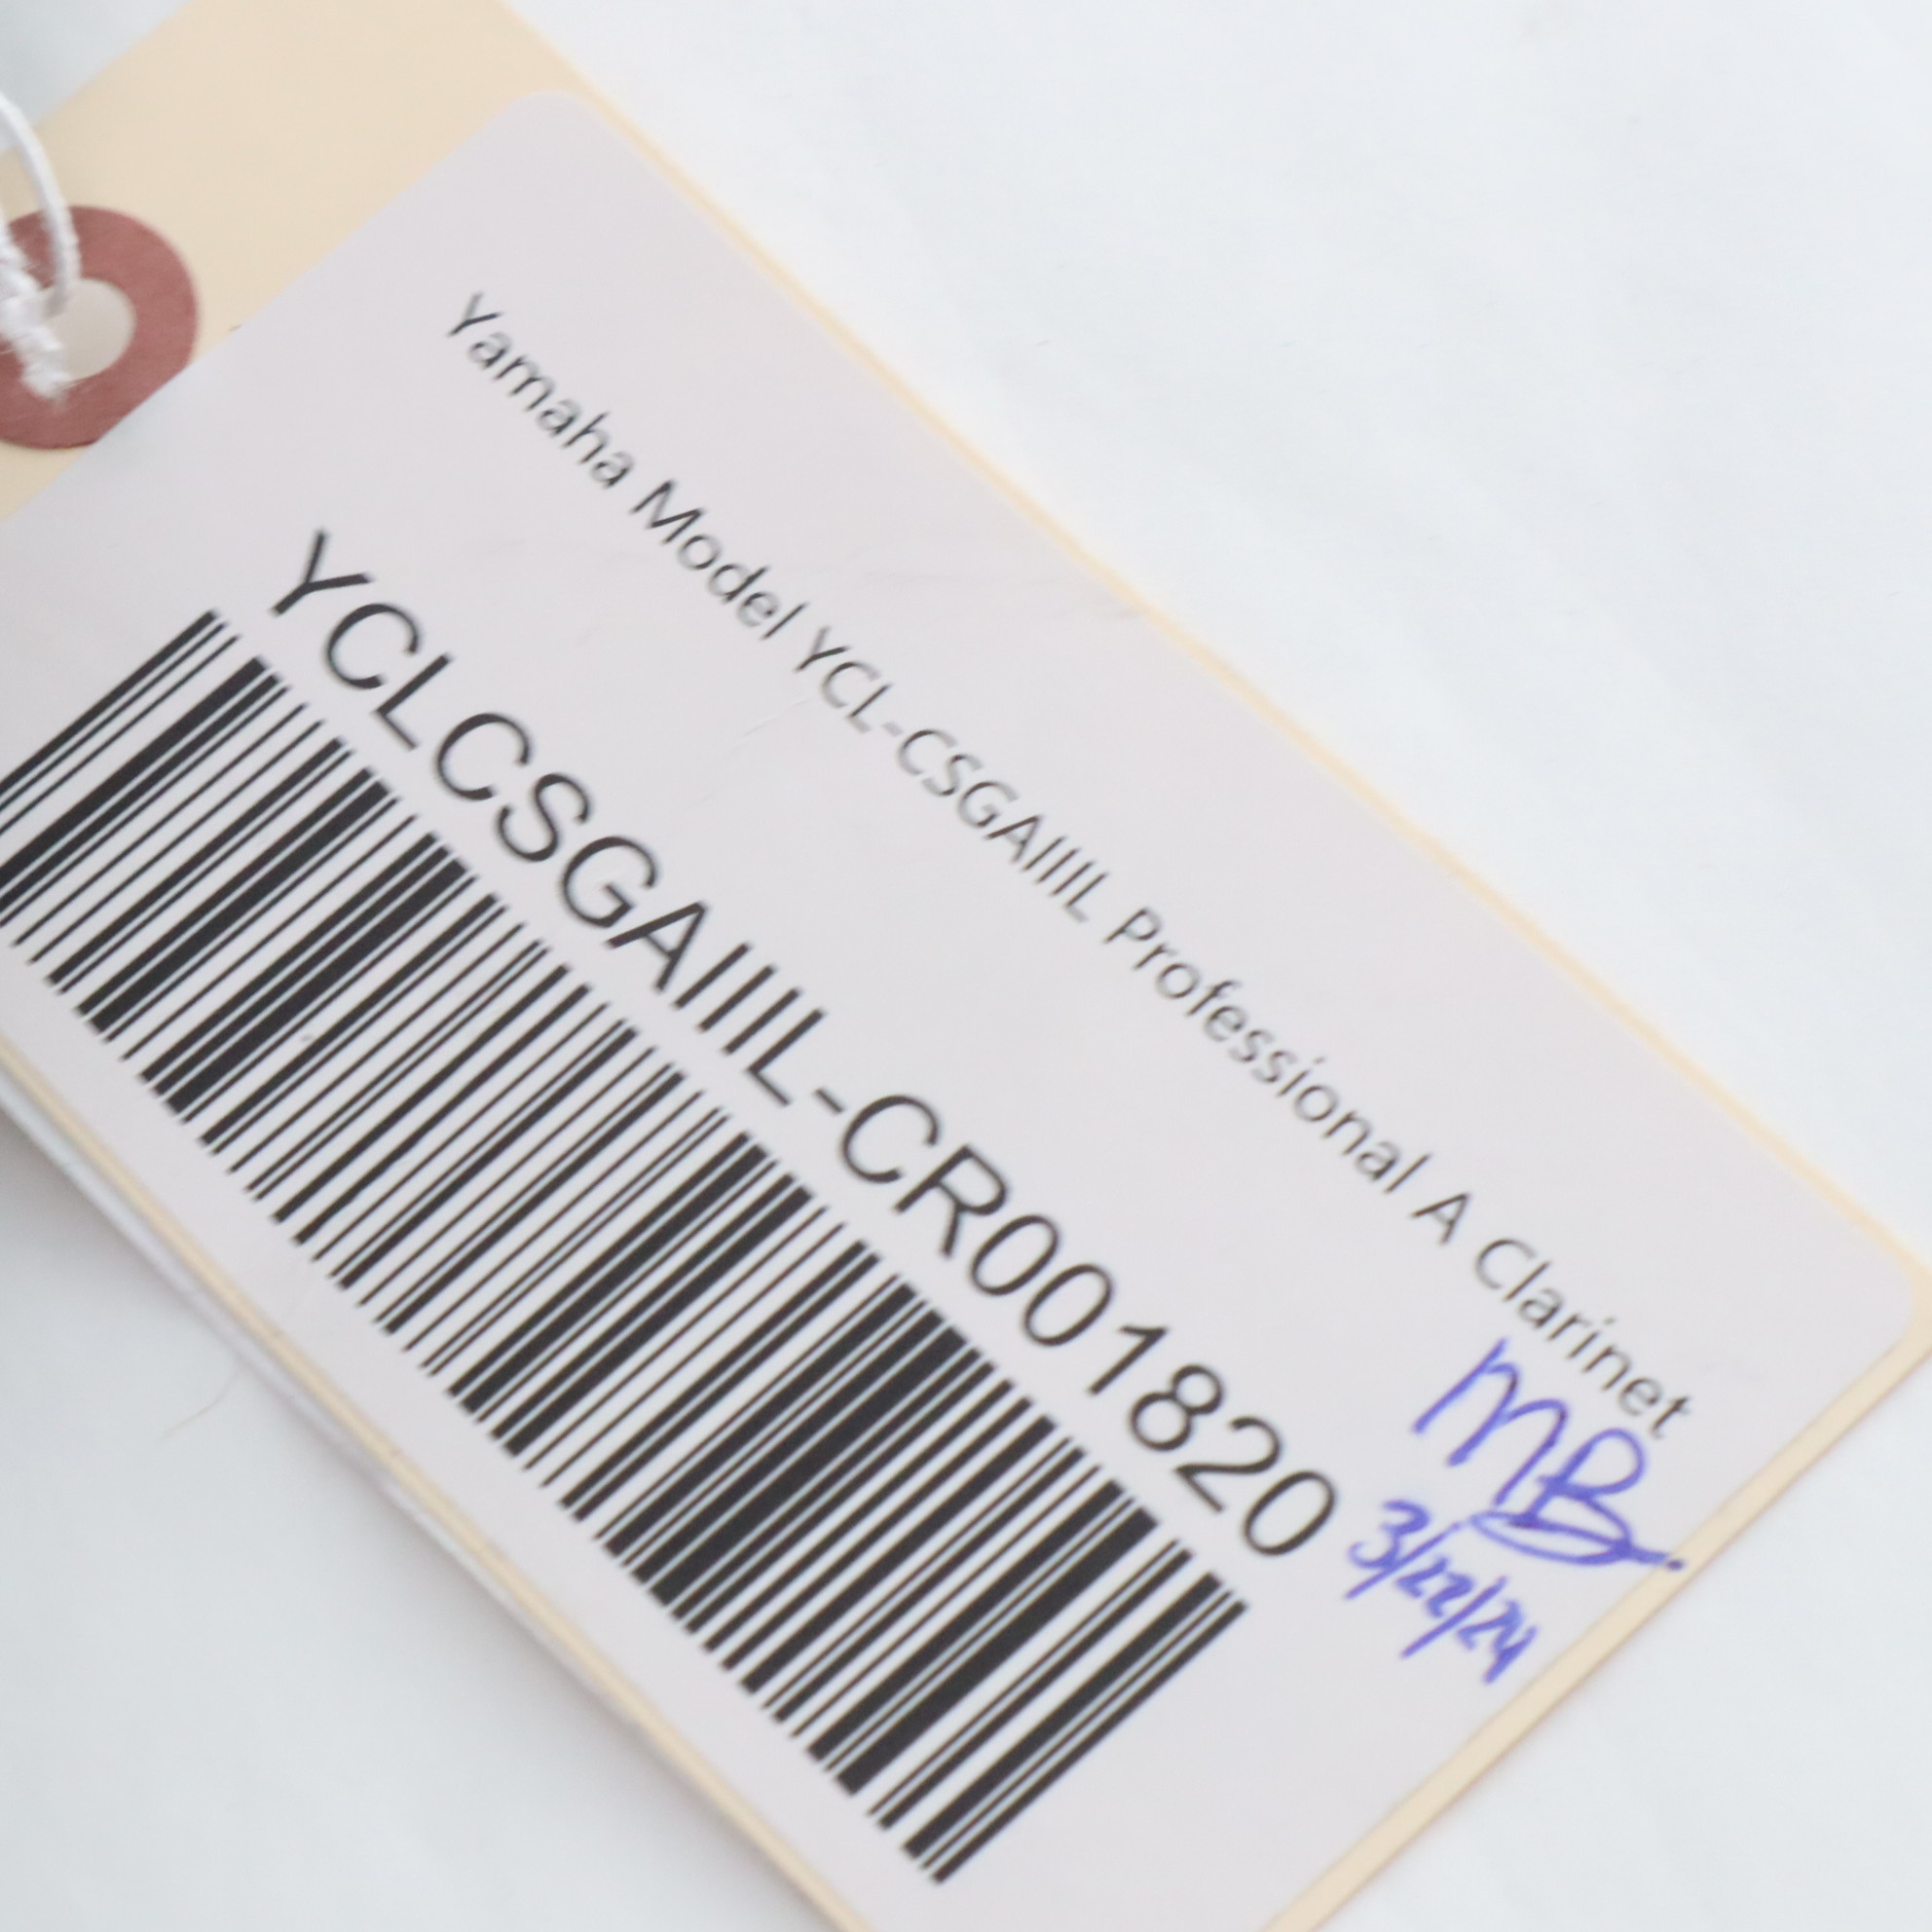 Yamaha Model YCL-CSGAIIIL Professional A Clarinet
YCLCSGAIIIL-CR001820
MB
3/22/24